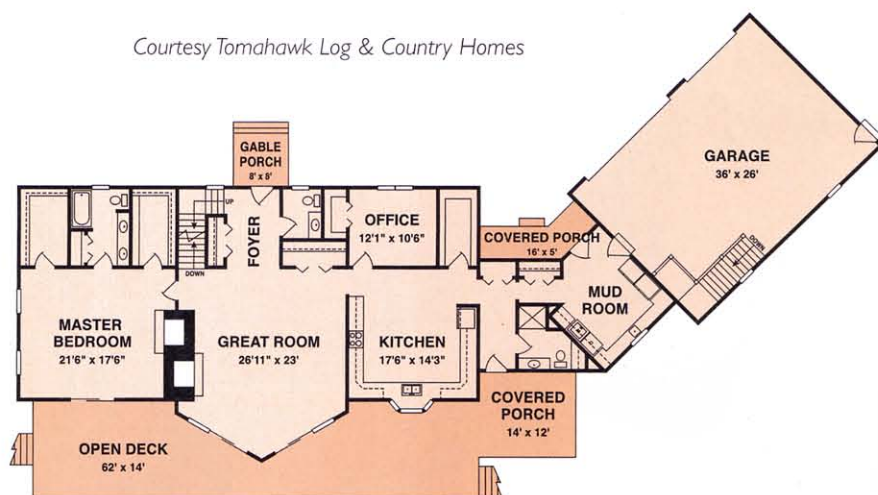 Courtesy Tomahawk Log & Country Homes
GABLE
PORCH
8' x 8'
GARAGE
36' x 26'
UP
FOYER
OFFICE
12'1" x 10'6"
COVERED PORCH
16' x 5'
DOWN
DOWN
MUD
ROOM
MASTER
BEDROOM
21'6" x 17'6"
GREAT ROOM
26'11" x 23'
KITCHEN
17'6" x 14'3"
COVERED
PORCH
14' x 12'
OPEN DECK
62' x 14'